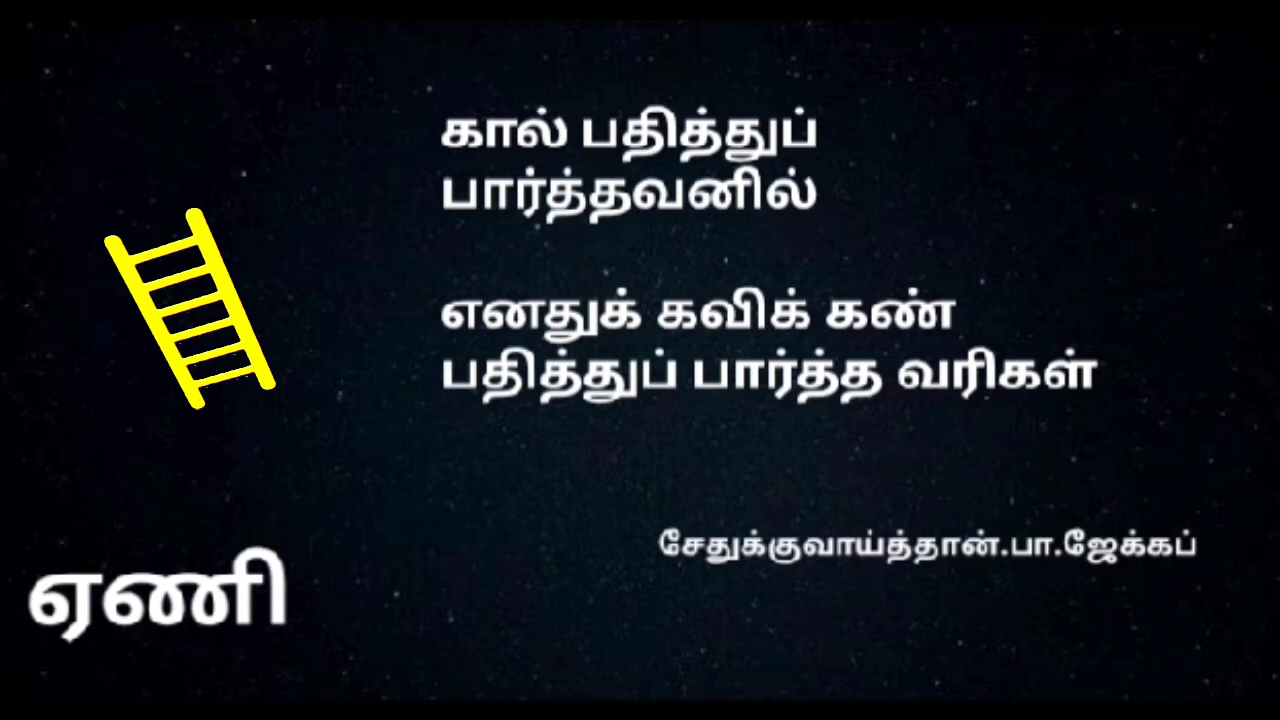 கால் பதித்துப்
பார்த்தவனில்
எனதுக் கவிக் கண்
பதித்துப் பார்த்த வரிகள்
சேதுக்குவாய்த்தான்.பா.ஜேக்கப்
ஏணி